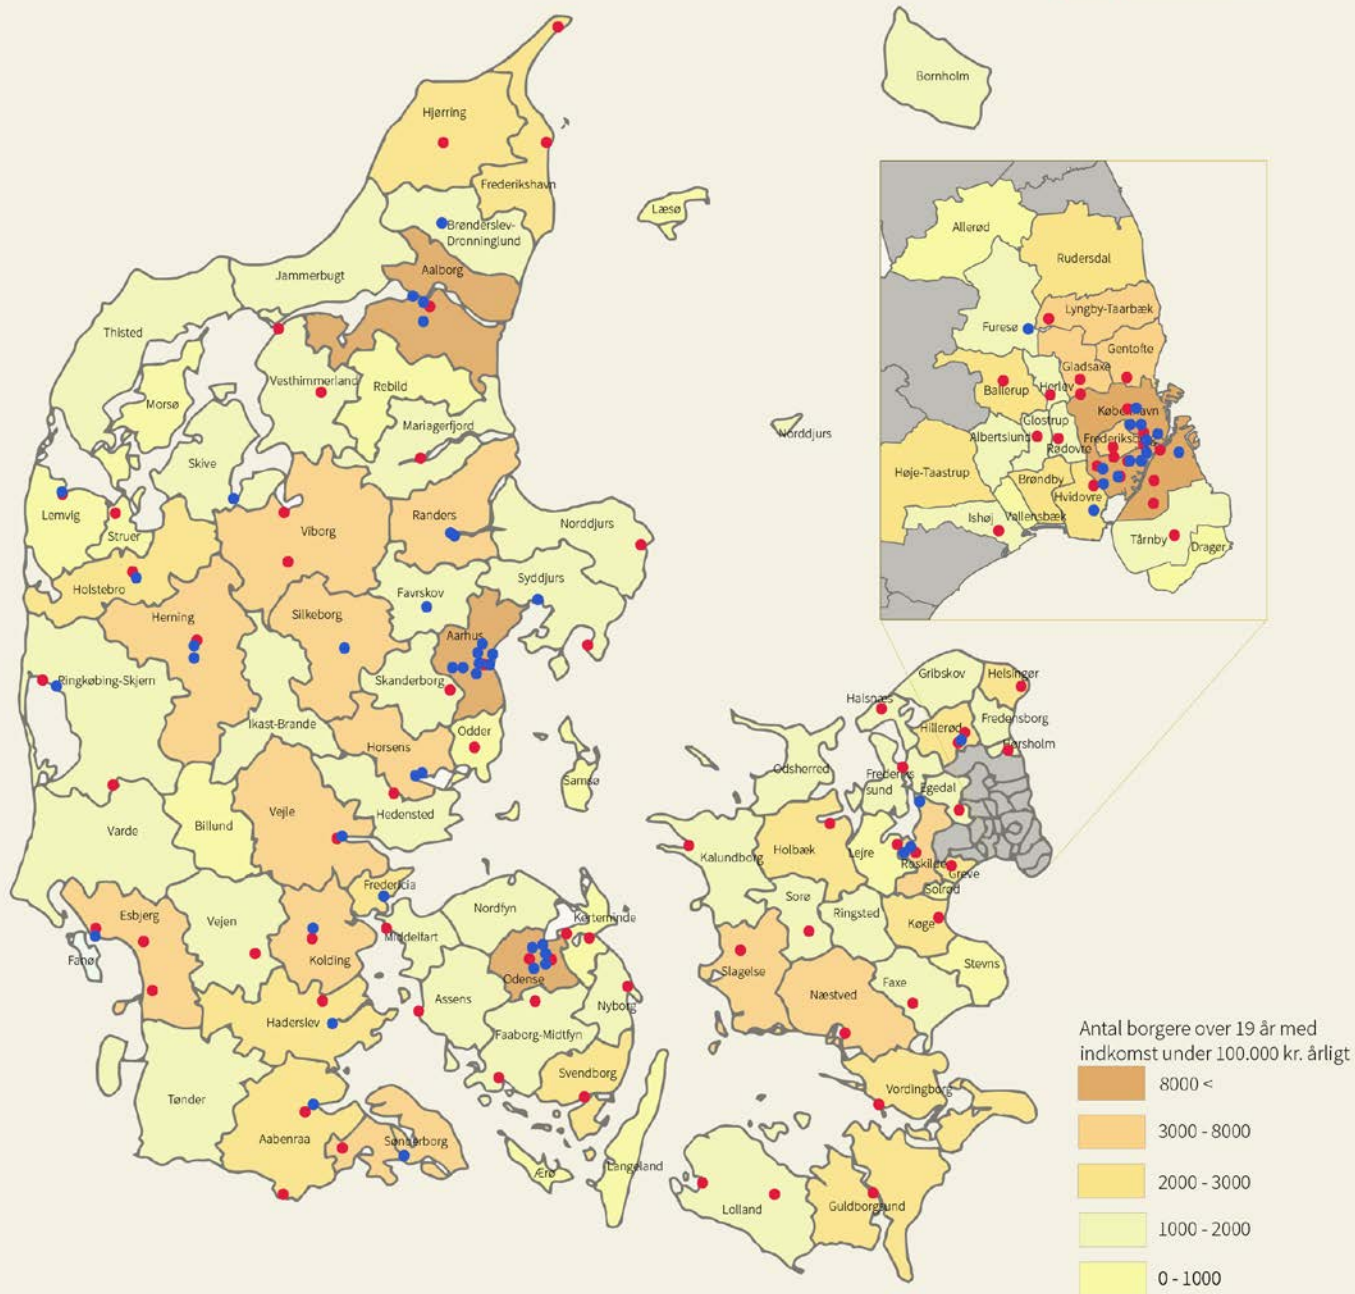 Bornholm
Hjørring
Frederikshavn
Læsø
Brønderslev-
Dronninglund
Allerød
Rudersdal
Aalborg
Jammerbugt
Lyngby-Taarbæk
Furesø
Thisted
Gentofte
Gladsaxe
Vesthimmerland
Rebild
Ballerup
Herlev
Morsø
København
Mariagerfjord
Norddjurs
Glostrup
Albertslund
Frederiksberg
Rødovre
Skive
Høje-Taastrup
Brøndby
Lemvig
Hvidovre
Randers
Norddjurs
Ishøj
Vallensbæk
Viborg
Struer
Tårnby
Dragør
Syddjurs
Holstebro
Favrskov
Herning
Silkeborg
Aarhus
Gribskov
Helsingør
Ringkøbing-Skjern
Skanderborg
Halsnæs
Fredensborg
Ikast-Brande
Hillerød
Odder
Horsens
Hørsholm
Odsherred
Frederiks
sund
Samsø
Egedal
Hedensted
Vejle
Varde
Billund
Holbæk
Lejre
Kalundborg
Roskilde
Greve
Fredericia
Solrød
Sorø
Nordfyn
Ringsted
Esbjerg
Vejen
Kerteminde
Køge
Middelfart
Fanø
Kolding
Slagelse
Stevns
Odense
Næstved
Faxe
Assens
Nyborg
Haderslev
Faaborg-Midtfyn
Svendborg
Vordingborg
Tønder
Aabenraa
Sønderborg
Ærø
Langeland
Lolland
Guldborgsund
Antal borgere over 19 år med
indkomst under 100.000 kr. årligt
8000 <
3000 - 8000
2000 - 3000
1000 - 2000
0 - 1000